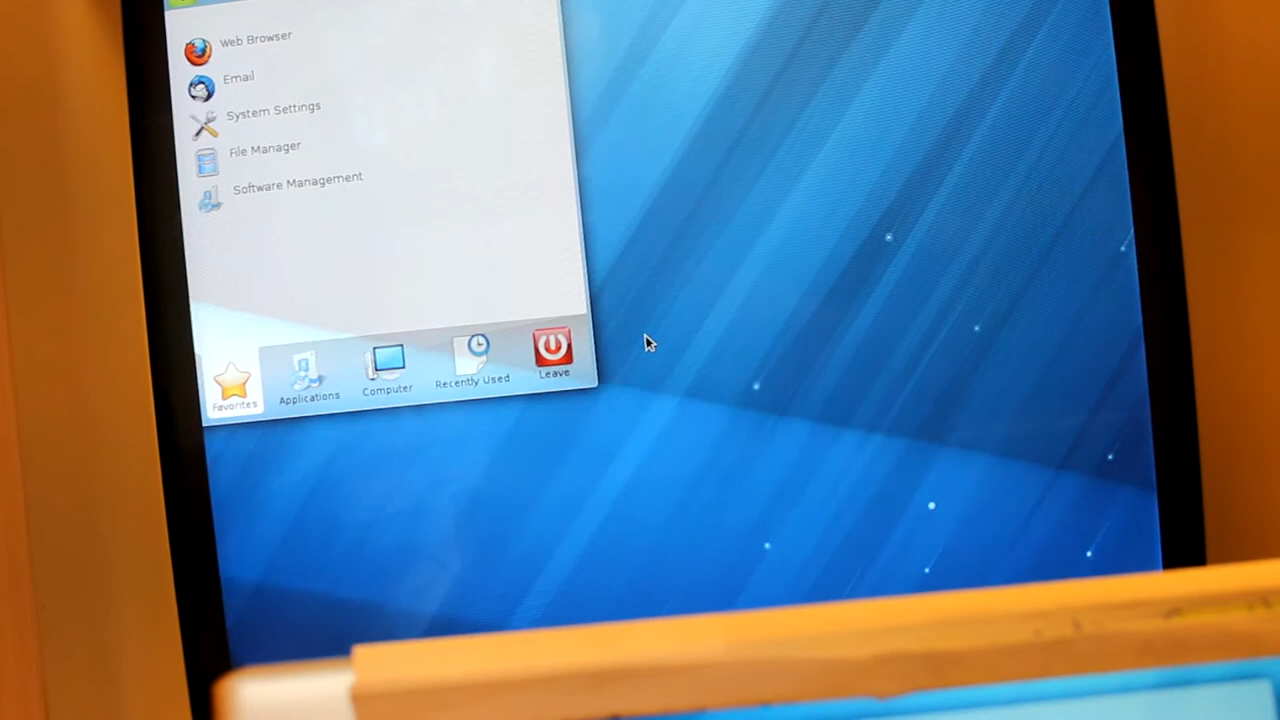 Web Browser
Email
System Settings
File Manager
Software Management
Favorites
Applications
Computer
Recently Used
Leave